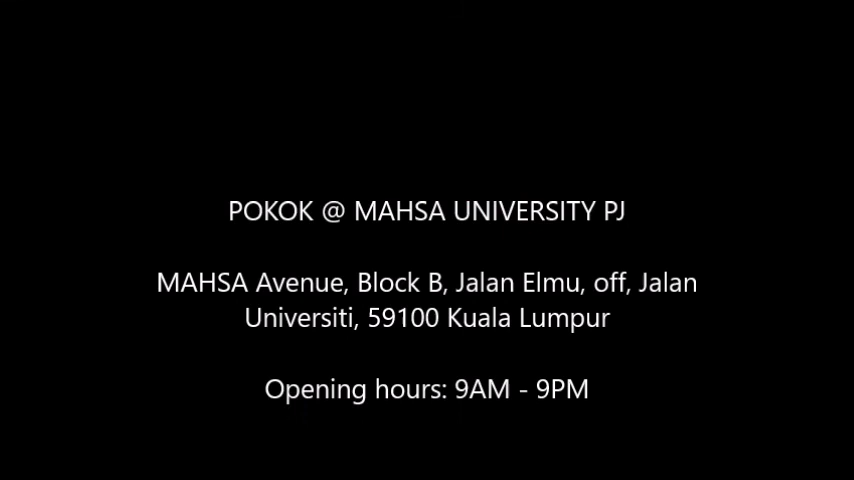 POKOK @ MAHSA UNIVERSITY PJ
MAHSA Avenue, Block B, Jalan Elmu, off, Jalan
Universiti, 59100 Kuala Lumpur
Opening hours: 9AM - 9PM